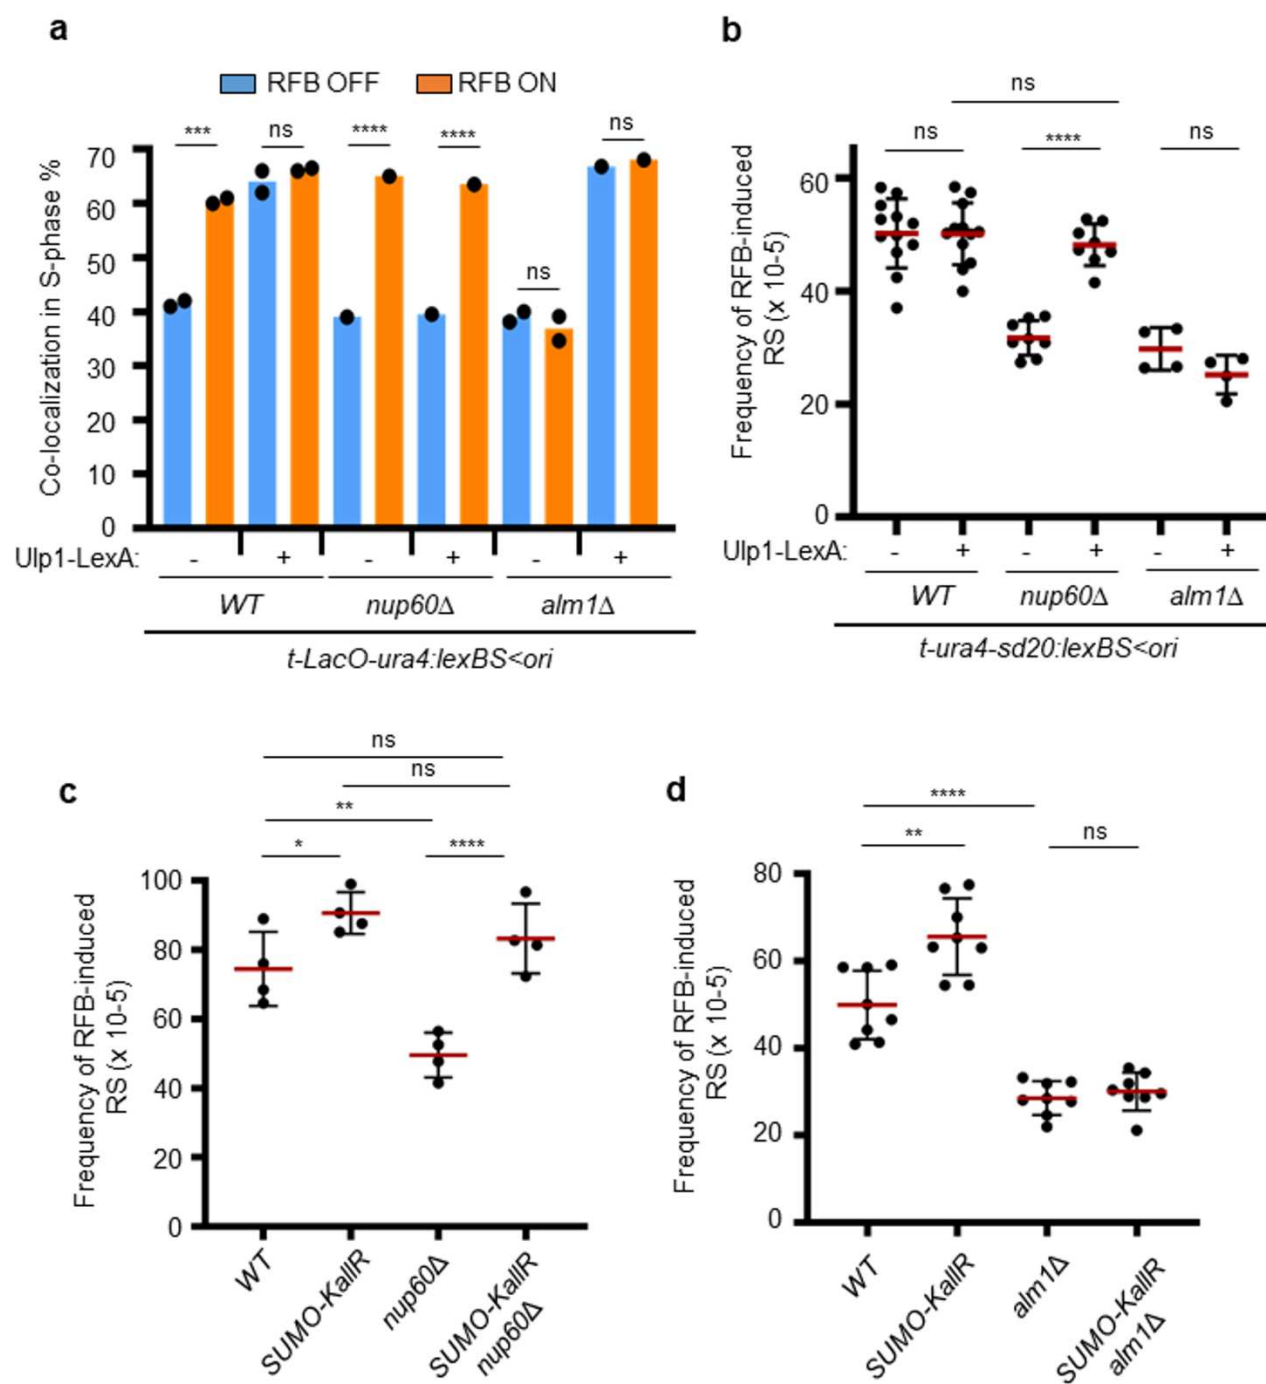 a
RFB OFF RFB ON
*** ns **** **** ns ns
Co-localization in S-phase %
70
60
50
40
30
20
10
0
Ulp1-LexA: - + - + - +
WT nup60Δ alm1Δ
t-LacO-ura4:lexBS<ori
b
ns
ns **** ns
Frequency of RFB-induced
RS (x 10-5)
60
40
20
0
Ulp1-LexA: - + - + - +
WT nup60Δ alm1Δ
t-ura4-sd20:lexBS<ori
c
ns
ns
**
* ****
Frequency of RFB-induced
RS (x 10-5)
100
80
60
40
20
0
WT
SUMO-KallR
nup60Δ
SUMO-KallR
nup60Δ
d
****
** ns
Frequency of RFB-induced
RS (x 10-5)
80
60
40
20
0
WT
SUMO-KallR
alm1Δ
SUMO-KallR
alm1Δ